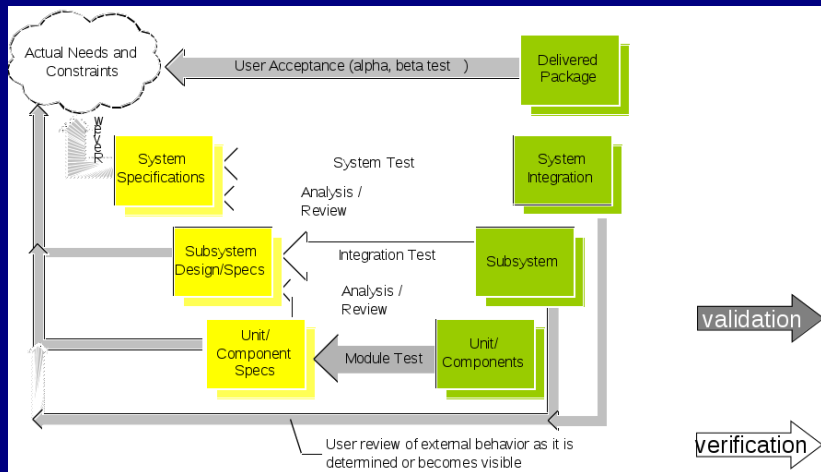 Actual Needs and
Constraints
User Acceptance (alpha, beta test )
Delivered
Package
System
Specifications
System Test
System
Integration
Analysis /
Review
Subsystem
Design/Specs
Integration Test
Subsystem
Analysis /
Review
Unit/
Component
Specs
Module Test
Unit/
Components
validation
User review of external behavior as it is
determined or becomes visible
verification